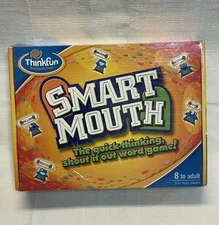 Thinkfun
SMART
MOUTH
The quick-thinking,
shout it out word game!
8 to adult